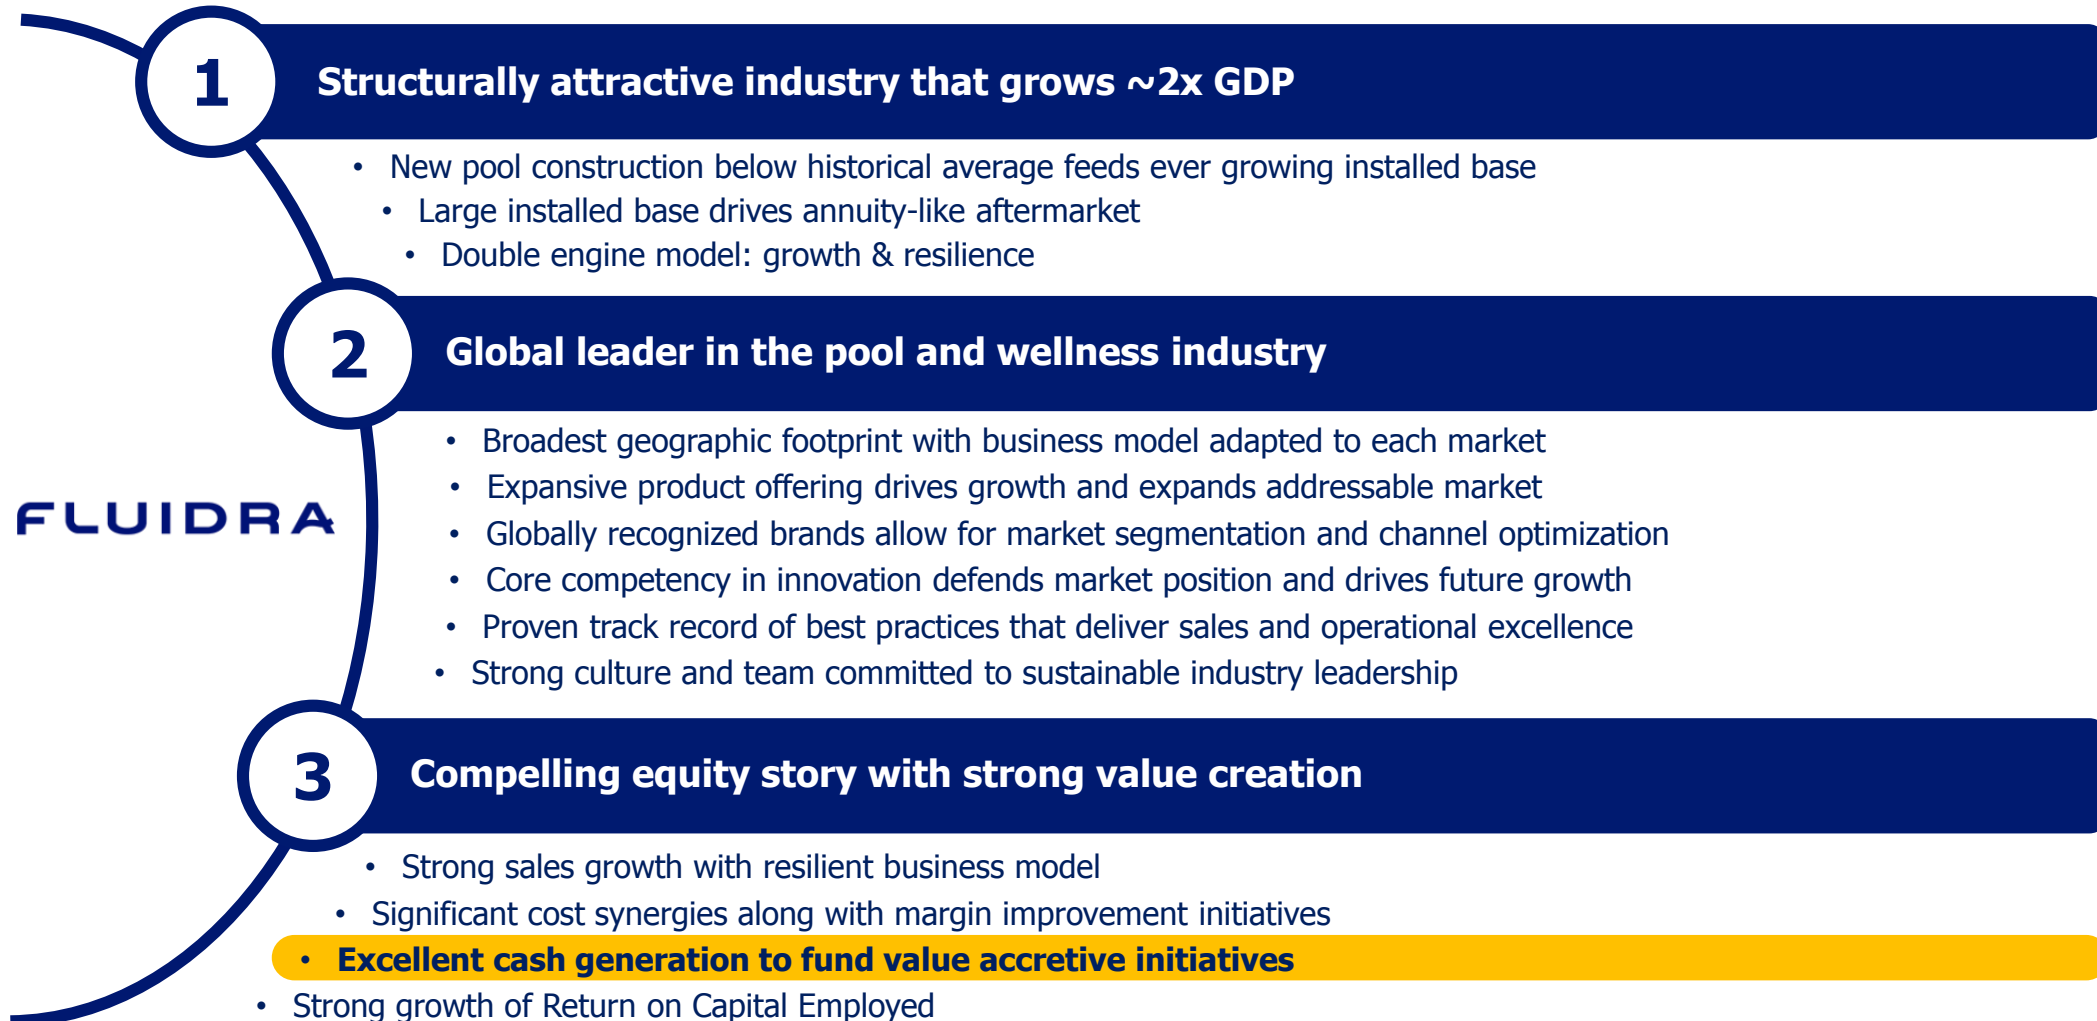 1
Structurally attractive industry that grows ~2x GDP
• New pool construction below historical average feeds ever growing installed base
• Large installed base drives annuity-like aftermarket
• Double engine model: growth & resilience
2
Global leader in the pool and wellness industry
• Broadest geographic footprint with business model adapted to each market
• Expansive product offering drives growth and expands addressable market
FLUIDRA
• Globally recognized brands allow for market segmentation and channel optimization
• Core competency in innovation defends market position and drives future growth
• Proven track record of best practices that deliver sales and operational excellence
• Strong culture and team committed to sustainable industry leadership
3
Compelling equity story with strong value creation
• Strong sales growth with resilient business model
• Significant cost synergies along with margin improvement initiatives
• Excellent cash generation to fund value accretive initiatives
• Strong growth of Return on Capital Employed